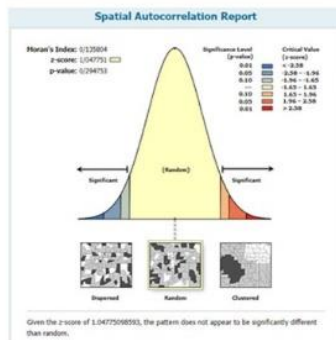 Spatial Autocorrelation Report
Moran's Index: 0/135804
z-score: 1/047751
p-value: 0/294753
Significance Level
(p-value)
Critical Value
(z-score)
0.01 < -2.58
0.05 -2.58 - -1.96
0.10 -1.96 - -1.65
--- -1.65 - 1.65
0.10 1.65 - 1.96
0.05 1.96 - 2.58
0.01 > 2.58
Significant
(Random)
Significant
Dispersed
Random
Clustered
Given the z-score of 1.04775098593, the pattern does not appear to be significantly different
than random.